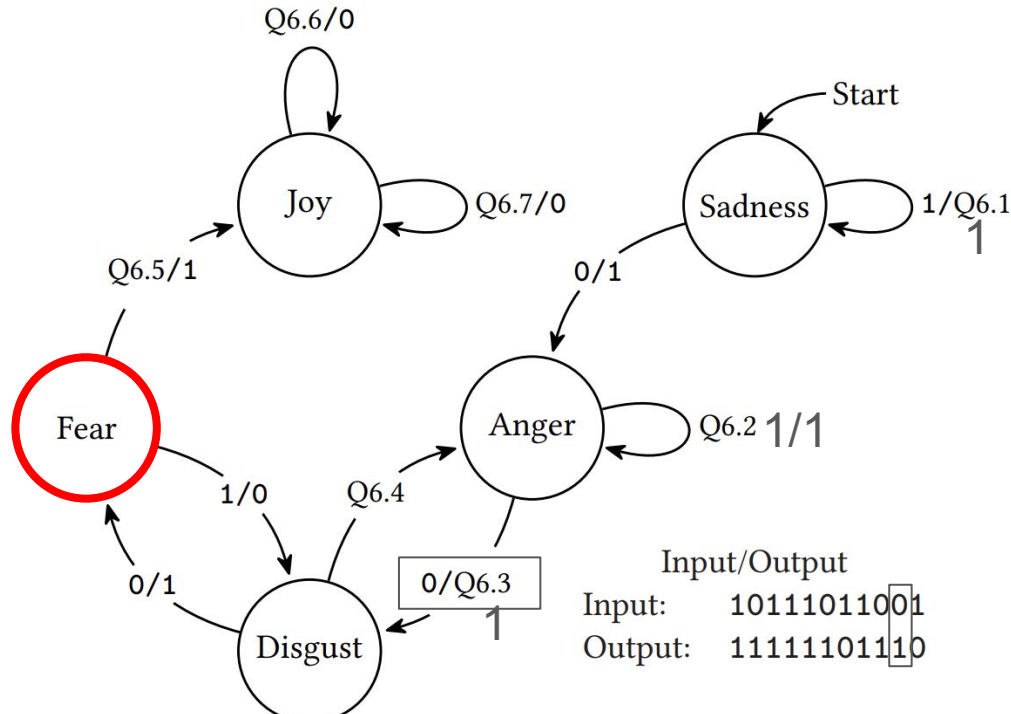 Q6.6/0
Start
Joy
Q6.7/0
Sadness
1/Q6.1
1
Q6.5/1
0/1
Fear
Anger
Q6.2 1/1
1/0
Q6.4
0/1
0/Q6.3
1
Disgust
Input/Output
Input: 10111011001
Output: 11111101110